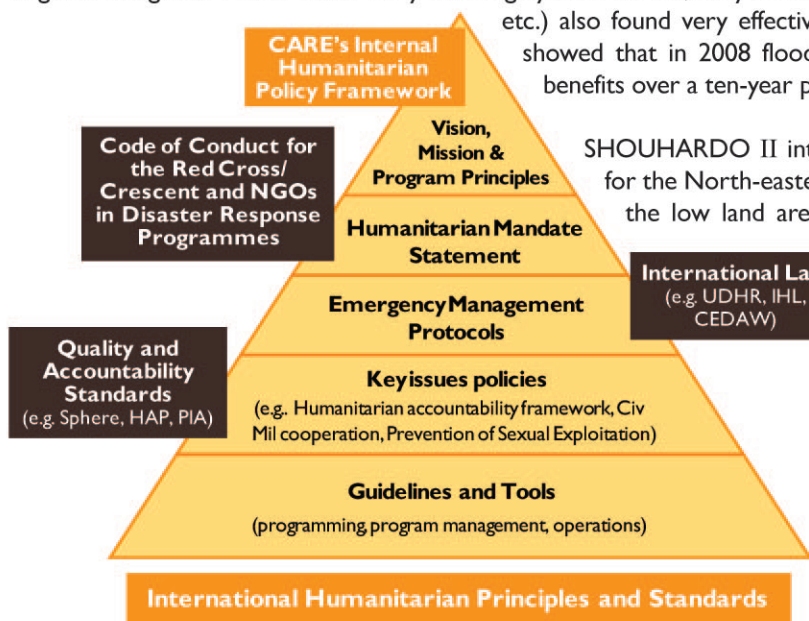 etc.) also found very effectiv
showed that in 2008 flood
benefits over a ten-year p
SHOUHARDO II int
for the North-easte
the low land are
CARE's Internal
Humanitarian
Policy Framework
Vision,
Mission &
Program Principles
Code of Conduct for
the Red Cross/
Crescent and NGOs
in Disaster Response
Programmes
Humanitarian Mandate
Statement
International La
(e.g. UDHR, IHL,
CEDAW)
Emergency Management
Protocols
Quality and
Accountability
Standards
(e.g. Sphere, HAP, PIA)
Key issues policies
(e.g. Humanitarian accountability framework, Civ
Mil cooperation, Prevention of Sexual Exploitation)
Guidelines and Tools
(programming, program management, operations)
International Humanitarian Principles and Standards